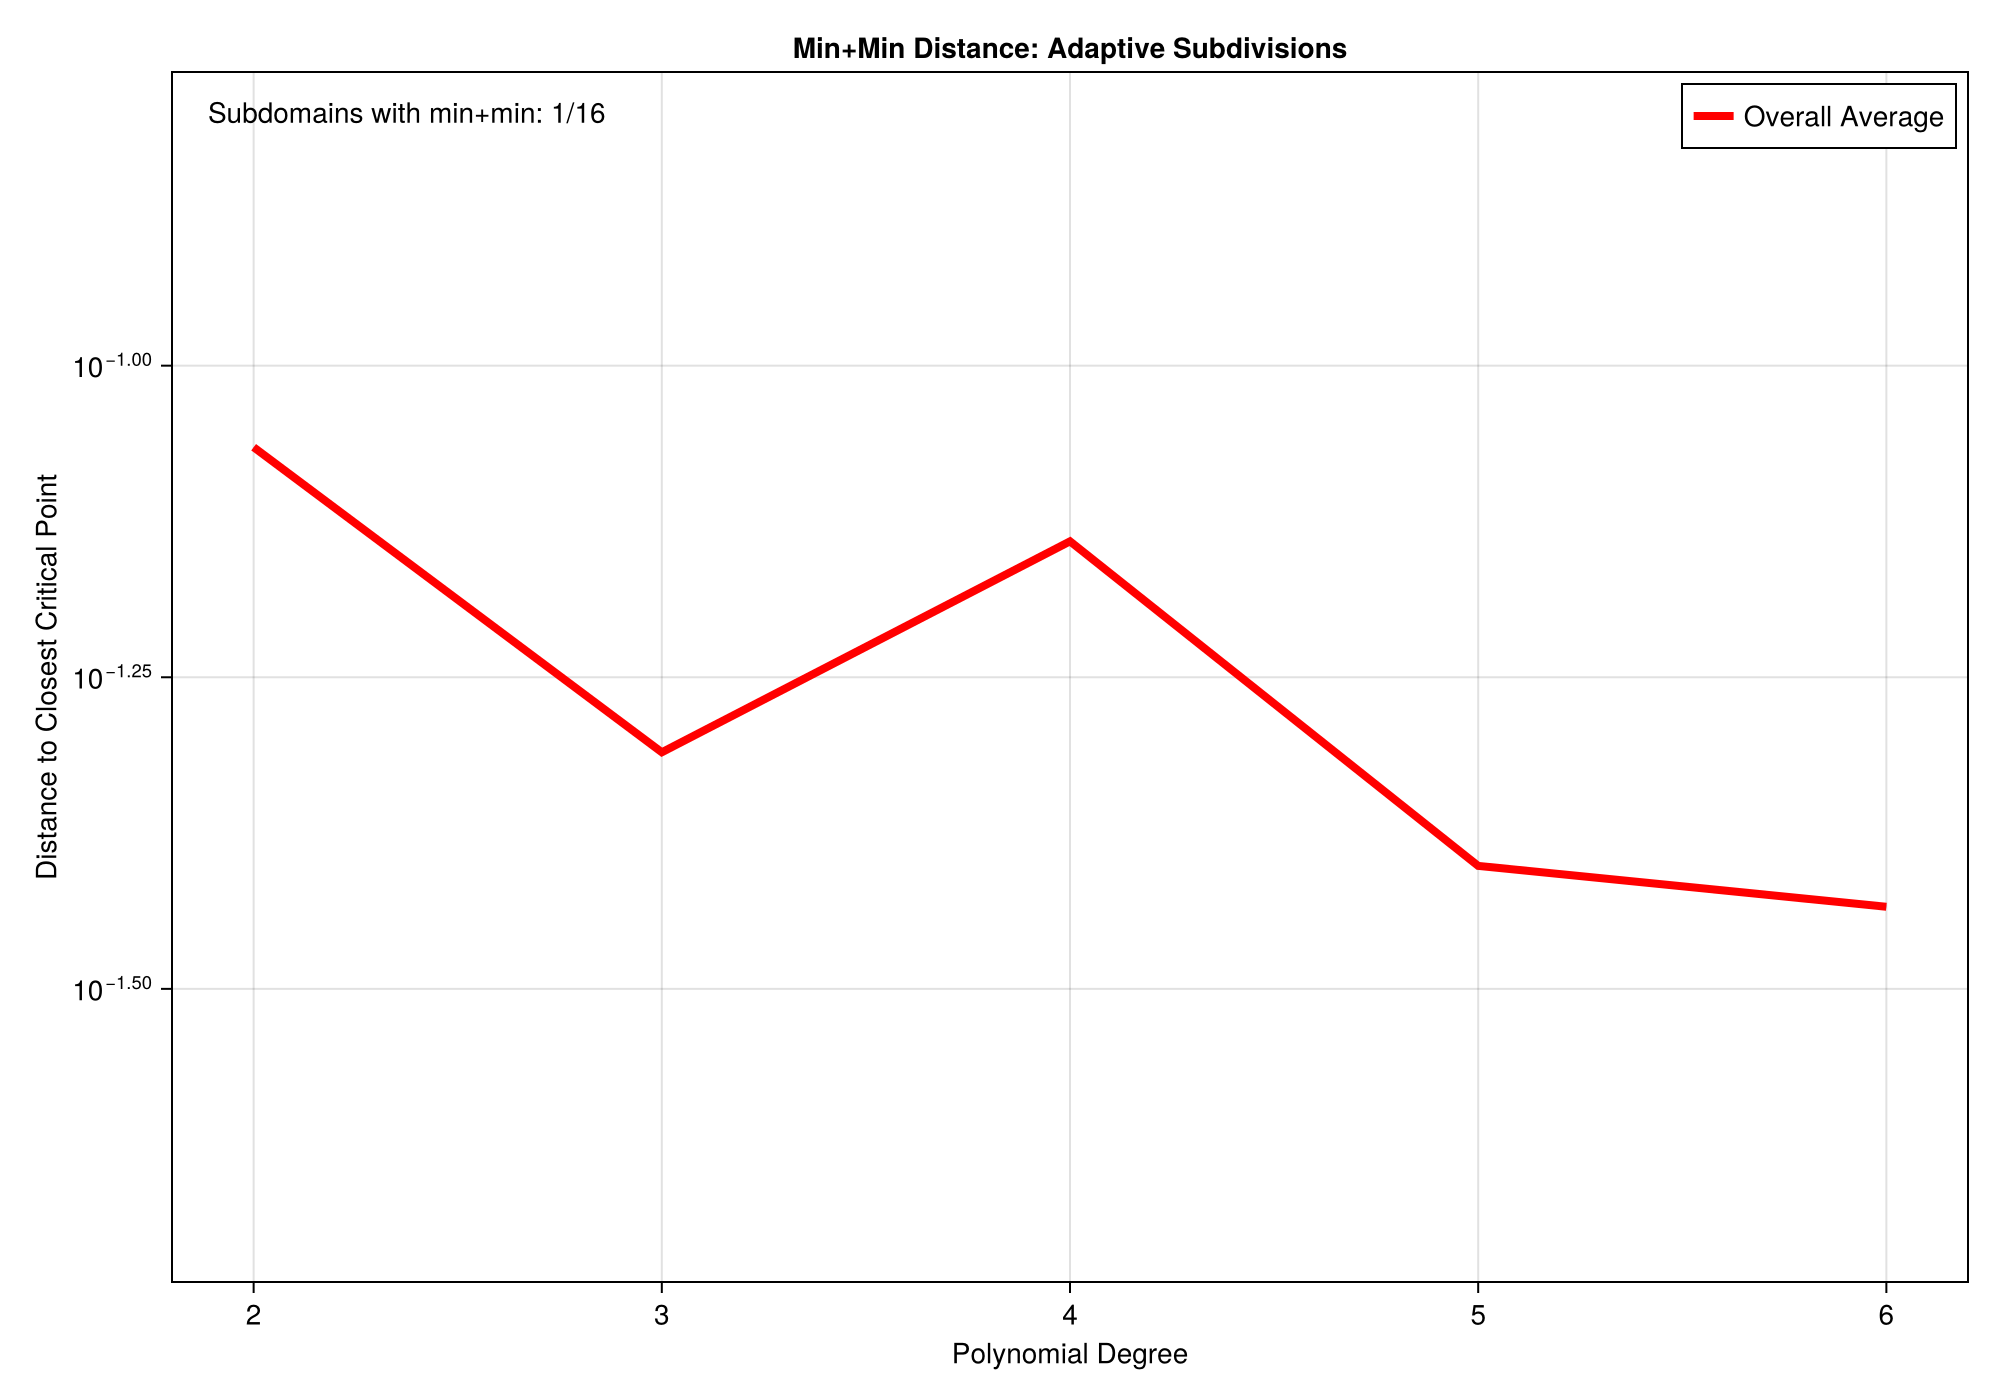 Min+Min Distance: Adaptive Subdivisions
Subdomains with min+min: 1/16
Overall Average
Distance to Closest Critical Point
10−1.00
10−1.25
10−1.50
2 3 4 5 6
Polynomial Degree